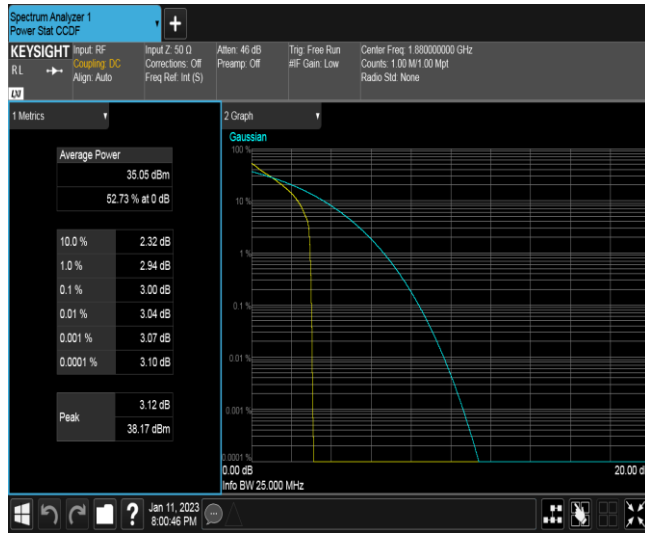 Spectrum Analyzer 1
Power Stat CCDF
KEYSIGHT
RL
LXI
Input: RF
Coupling: DC
Align: Auto
Input Z: 50 Ω
Corrections: Off
Freq Ref: Int (S)
Atten: 46 dB
Preamp: Off
Trig: Free Run
#IF Gain: Low
Center Freq: 1.880000000 GHz
Counts: 1.00 M/1.00 Mpt
Radio Std: None
1 Metrics
Average Power
35.05 dBm
52.73 % at 0 dB
10.0 % 2.32 dB
1.0 % 2.94 dB
0.1 % 3.00 dB
0.01 % 3.04 dB
0.001 % 3.07 dB
0.0001 % 3.10 dB
Peak
3.12 dB
38.17 dBm
2 Graph
Gaussian
100 %
10 %
1 %
0.1 %
0.01 %
0.001 %
0.0001 %
0.00 dB 20.00 d
Info BW 25.000 MHz
?
Jan 11, 2023
8:00:46 PM